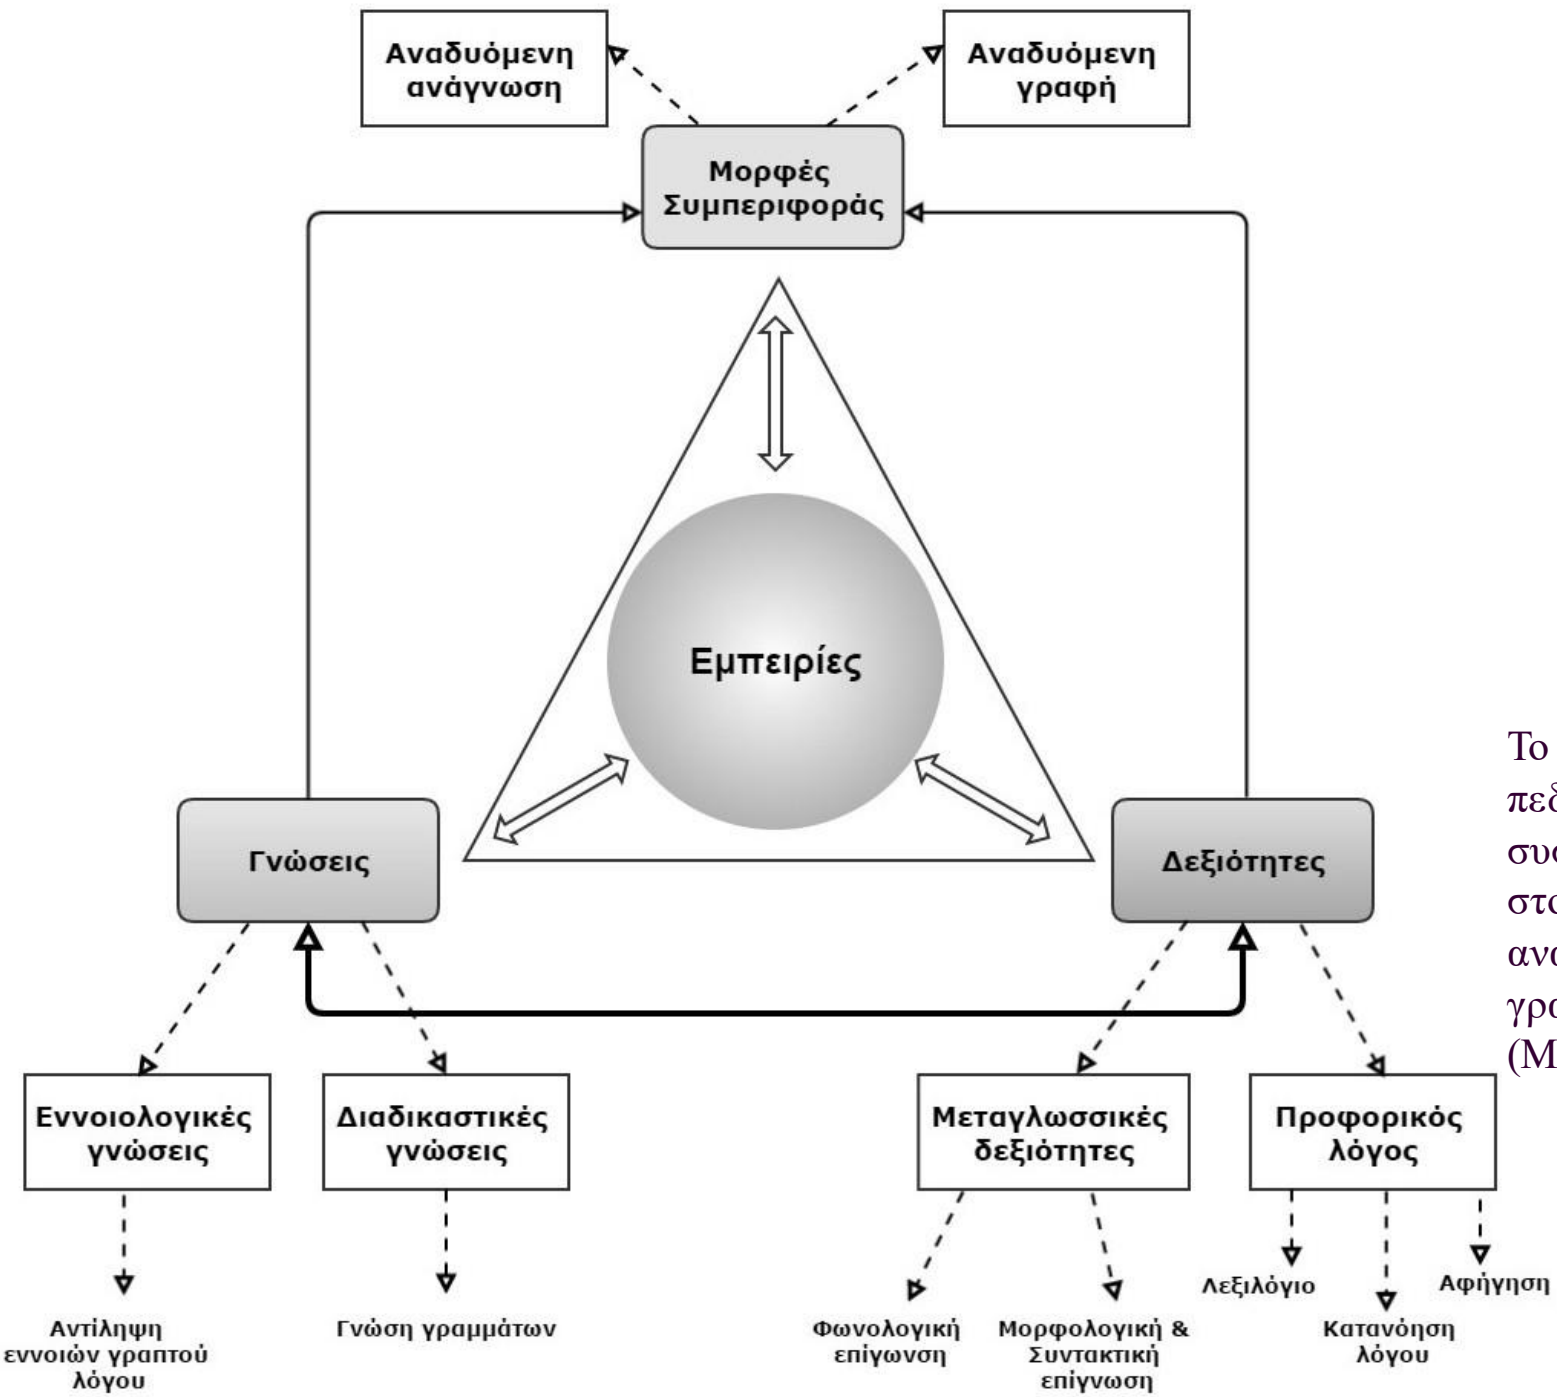 Αναδυόμενη
ανάγνωση
Αναδυόμενη
γραφή
Μορφές
Συμπεριφοράς
Εμπειρίες
Γνώσεις
Δεξιότητες
Εννοιολογικές
γνώσεις
Διαδικαστικές
γνώσεις
Μεταγλωσσικές
δεξιότητες
Προφορικός
λόγος
Αντίληψη
εννοιών γραπτού
λόγου
Γνώση γραμμάτων
Φωνολογική
επίγωνση
Μορφολογική &
Συντακτική
επίγνωση
Λεξιλόγιο
Κατανόηση
λόγου
Αφήγηση
Το